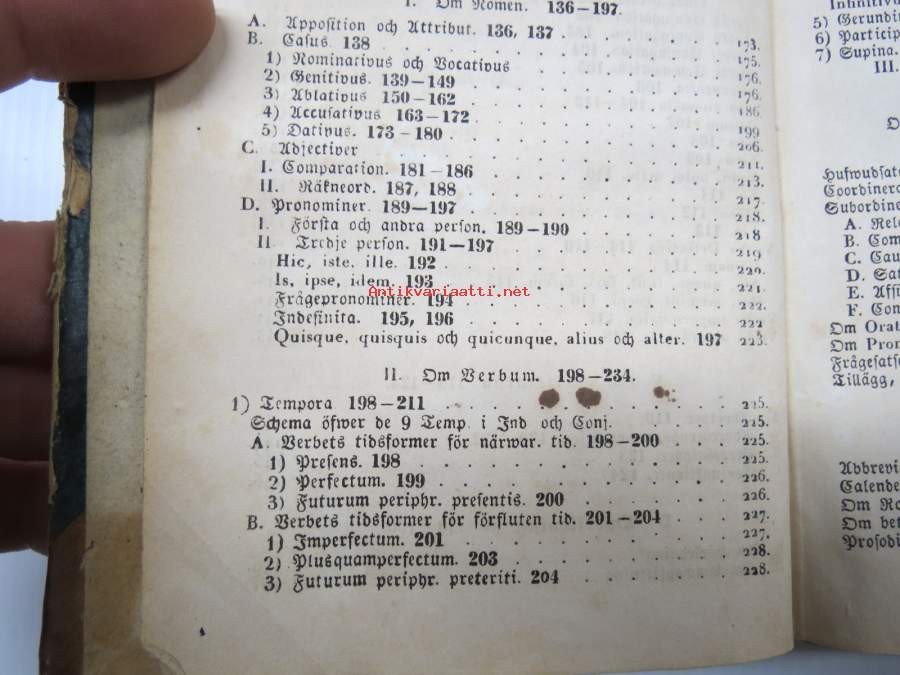 I. Om Nomen. 136—197.
A. Apposition och Attribut. 136, 137
B. Casus. 138 173.
1) Nominativus och Vocativus 175.
2) Genitivus. 139—149 176.
3) Ablativus 150—162 176.
4) Accusativus 163—172 186
5) Dativus. 173—180 199
C. Adjectiver 206.
I. Comparation. 181—186 211.
II. Räkneord. 187, 188 213.
D. Pronominer. 189—197 217.
I. Första och andra person. 189—190 218.
II Tredje person. 191—197 218
Hic, iste, ille. 192 219
Is, ipse, idem. 193 220.
Antikvariaatti.net
Frågepronominer. 194 221.
Indefinita. 195, 196 222.
222
Quisque, quisquis och quicunque, alius och alter. 197 223.
II. Om Verbum. 198—234.
1) Tempora 198—211 225.
Schema öfwer de 9 Temp. i Ind och Conj. 225.
A. Verbets tidsformer för närwar. tid. 198—200 225.
1) Presens. 198 225.
2) Perfectum. 199 226.
3) Futurum periphr. presentis. 200 226.
B. Verbets tidsformer för förfluten tid. 201—204 227.
1) Imperfectum. 201 227.
2) Plusquamperfectum. 203 228.
3) Futurum periphr. preteriti. 204 228.
5) Gerundi
6) Particip
7) Supina.
III.
O
Hufwudsat
Coordinera
Subordine
A. Rel
B. Com
C. Cau
D. Sat
E. Affi
F. Con
Om Orat
Om Pron
Frågesats
Tillägg,
Abbrevi
Calende
Om Ro
Om bet
Prosodi